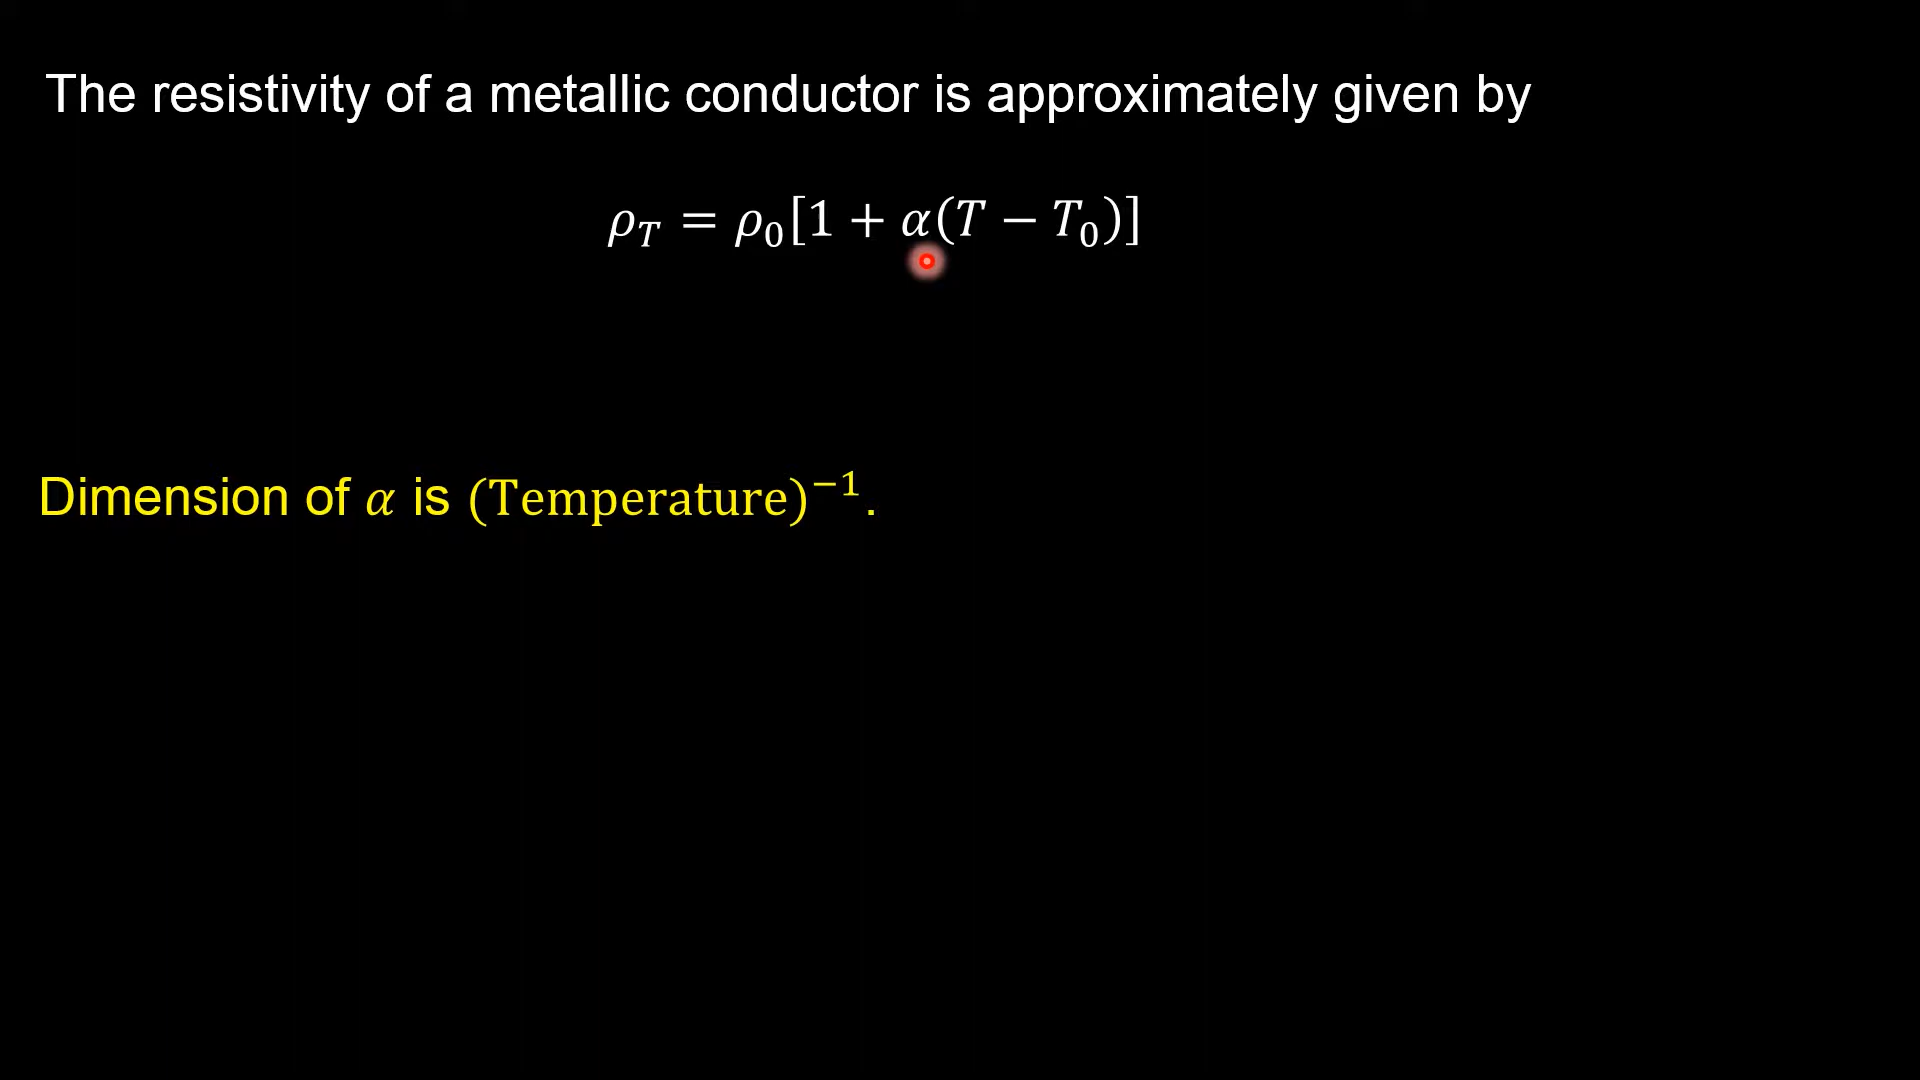 The resistivity of a metallic conductor is approximately given by
ρ_T = ρ_0[1 + α(T − T_0)]
Dimension of α is (Temperature)^−1.